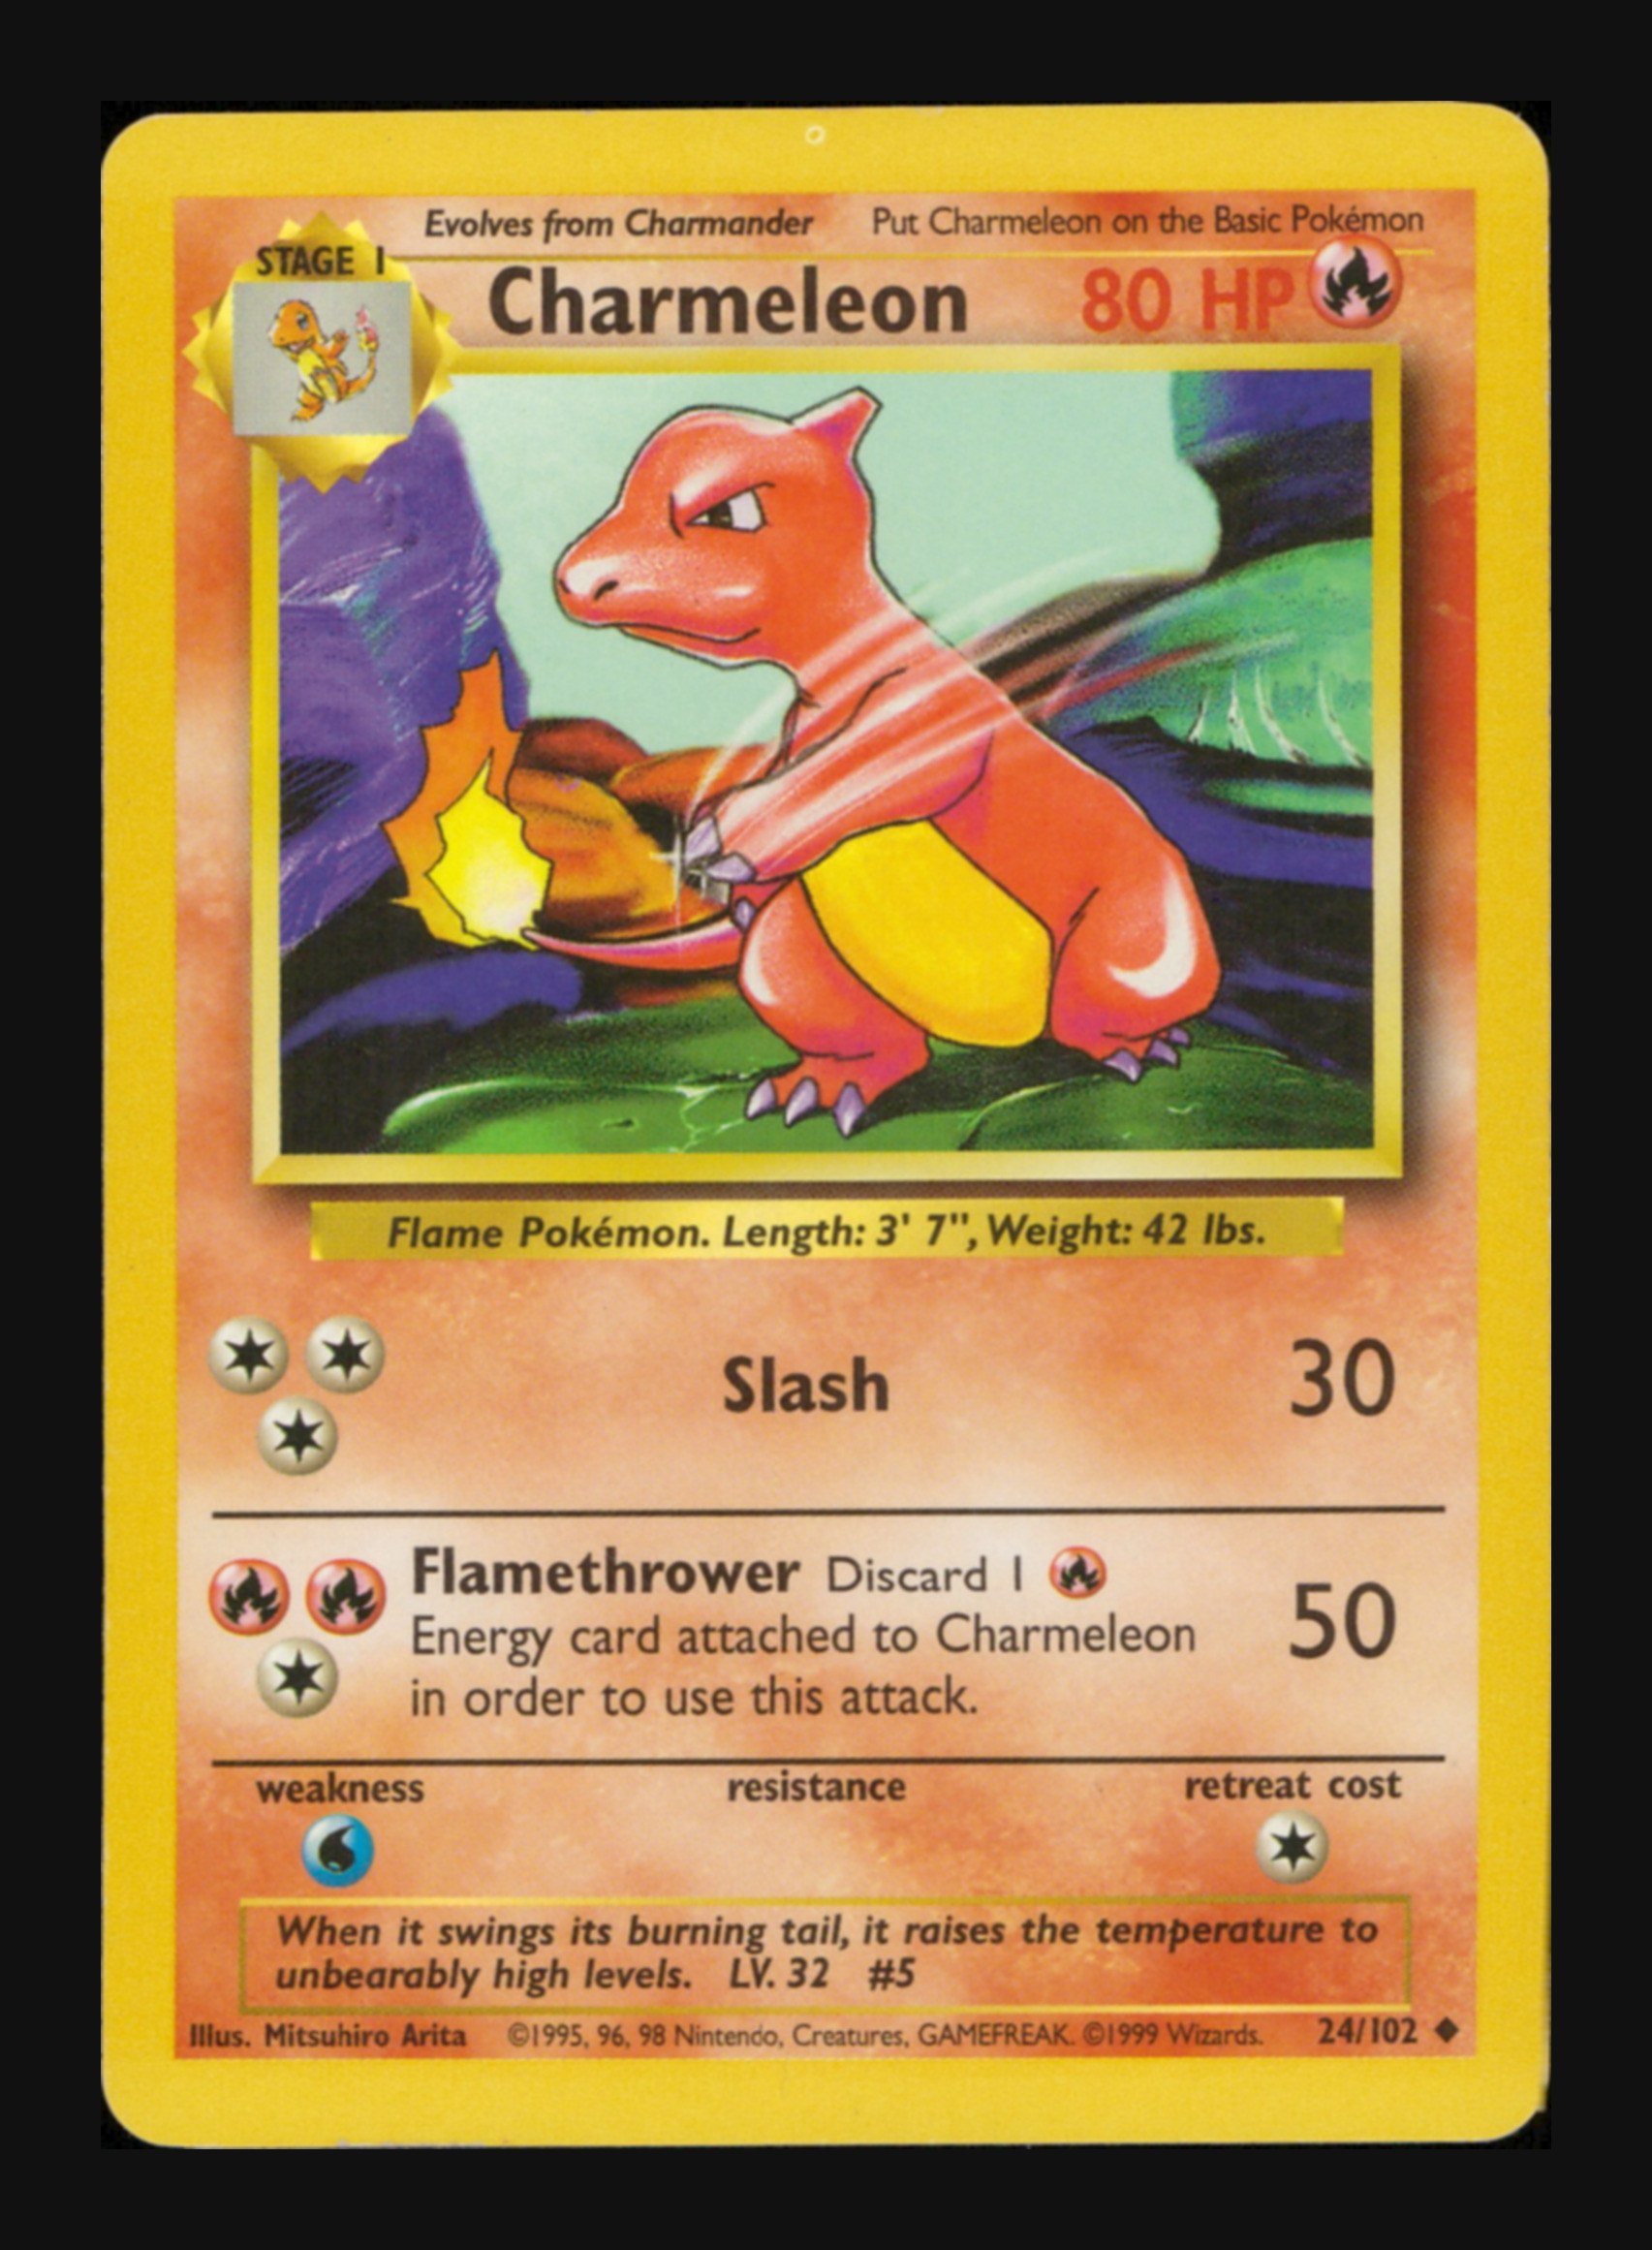 Evolves from Charmander Put Charmeleon on the Basic Pokémon
STAGE 1
Charmeleon 80 HP
Flame Pokémon. Length: 3' 7", Weight: 42 lbs.
Slash 30
Flamethrower Discard 1
Energy card attached to Charmeleon
in order to use this attack.
50
weakness resistance retreat cost
When it swings its burning tail, it raises the temperature to
unbearably high levels. LV. 32 #5
Illus. Mitsuhiro Arita ©1995, 96, 98 Nintendo, Creatures, GAMEFREAK. ©1999 Wizards. 24/102